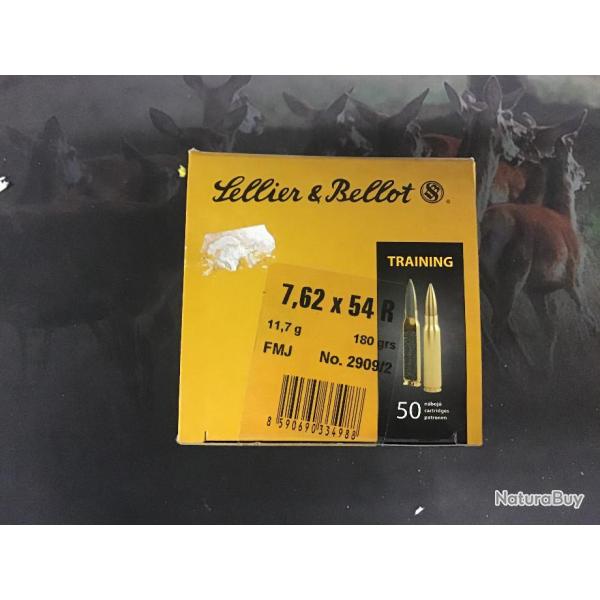 Lellier & Bellot
TRAINING
7,62 x 54 R
11,7 g 180 grs
FMJ No. 2909/2
50 nábojů
cartridges
patronen
8 590690 334988
NaturaBuy